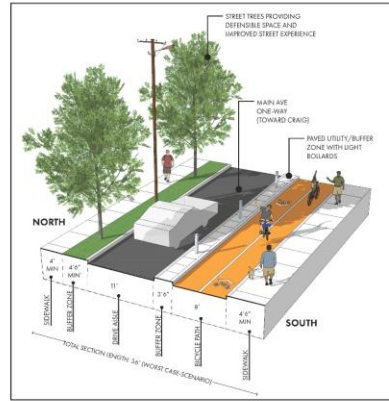 STREET TREES PROVIDING
DEFENSIBLE SPACE AND
IMPROVED STREET EXPERIENCE
MAIN AVE
ONE-WAY
(TOWARD CRAIG)
PAVED UTILITY/BUFFER
ZONE WITH LIGHT
BOLLARDS
NORTH
SOUTH
4'
MIN
4'6"
MIN
11'
3'6"
8'
4'6"
MIN
SIDEWALK
BUFFER ZONE
DRIVE AISLE
BUFFER ZONE
BICYCLE PATH
SIDEWALK
TOTAL SECTION LENGTH: 36' (WORST CASE-SCENARIO)